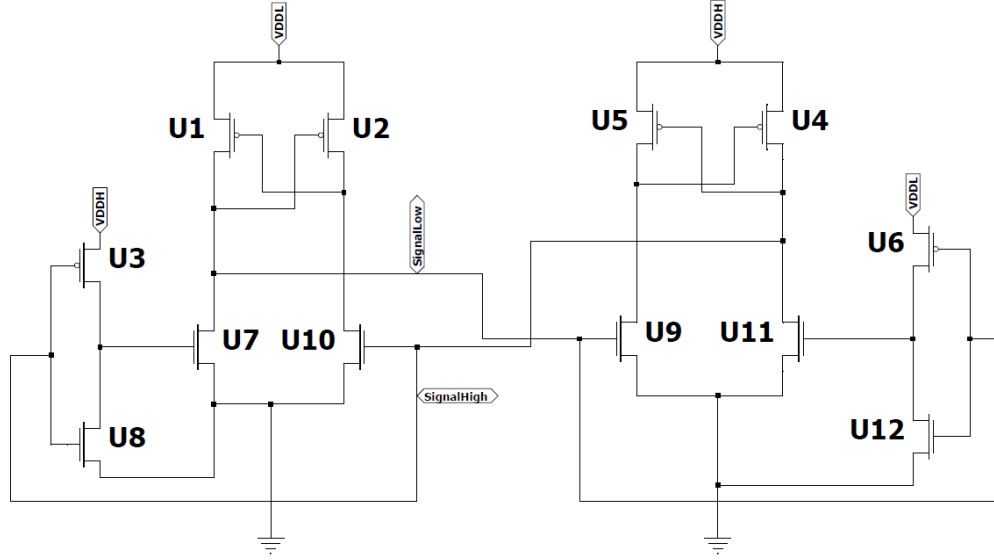 VDDL
VDDH
U1
U2
U5
U4
VDDH
VDDL
SignalLow
U3
U6
U7
U10
U9
U11
SignalHigh
U8
U12